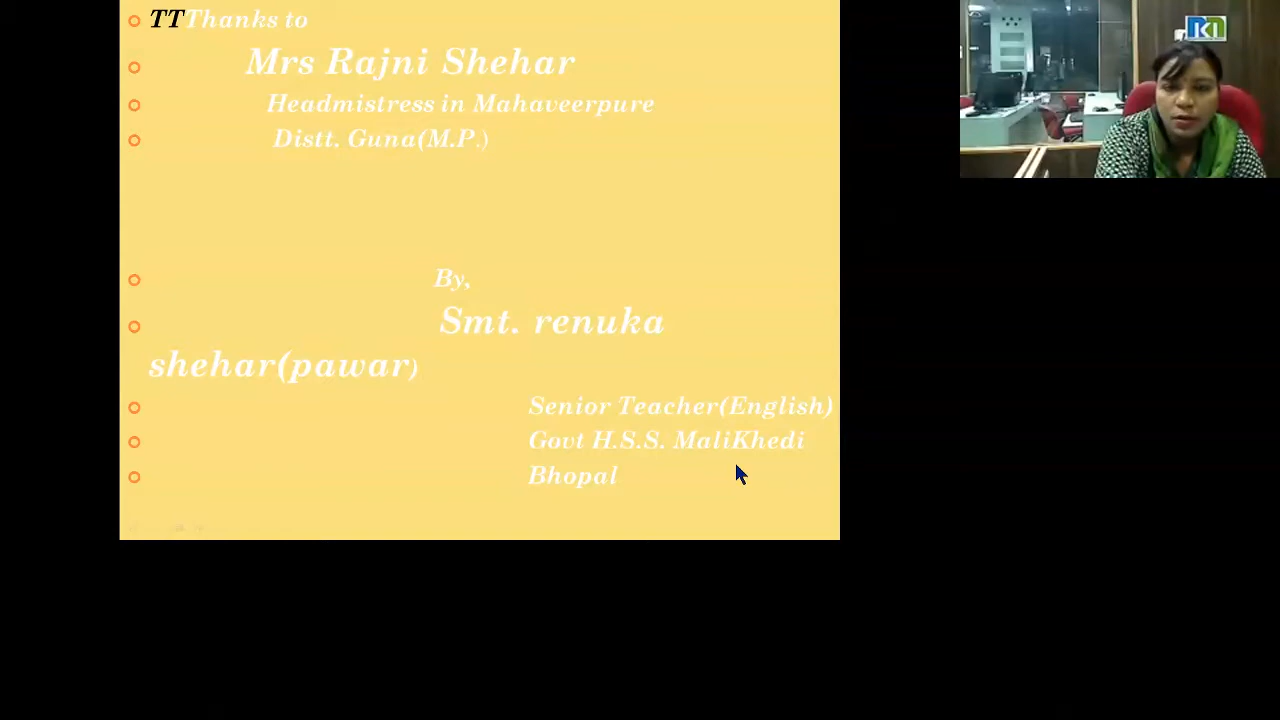 TTThanks to
Mrs Rajni Shehar
Headmistress in Mahaveerpure
Distt. Guna(M.P.)
By,
Smt. renuka
shehar(pawar)
Senior Teacher(English)
Govt H.S.S. MaliKhedi
Bhopal